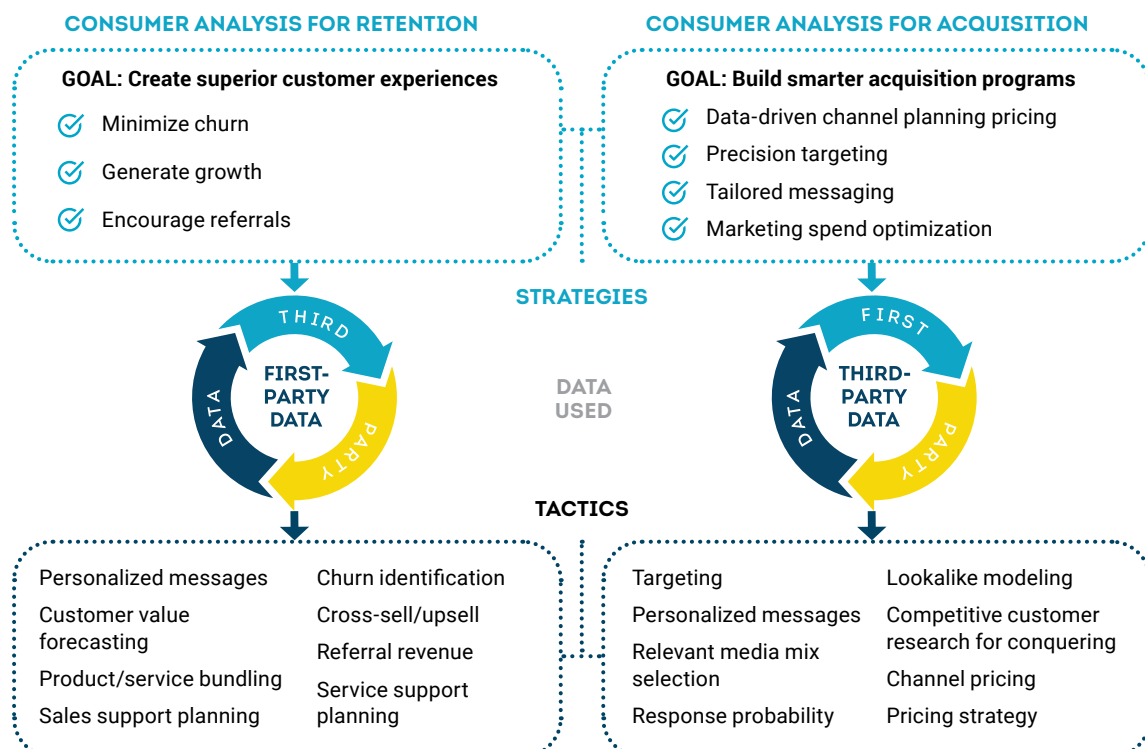 CONSUMER ANALYSIS FOR RETENTION
GOAL: Create superior customer experiences
Minimize churn
Generate growth
Encourage referrals
CONSUMER ANALYSIS FOR ACQUISITION
GOAL: Build smarter acquisition programs
Data-driven channel planning pricing
Precision targeting
Tailored messaging
Marketing spend optimization
STRATEGIES
THIRD
PARTY
DATA
FIRST-
PARTY
DATA
DATA
USED
FIRST
PARTY
DATA
THIRD-
PARTY
DATA
TACTICS
Personalized messages
Customer value
forecasting
Product/service bundling
Sales support planning
Churn identification
Cross-sell/upsell
Referral revenue
Service support
planning
Targeting
Personalized messages
Relevant media mix
selection
Response probability
Lookalike modeling
Competitive customer
research for conquering
Channel pricing
Pricing strategy